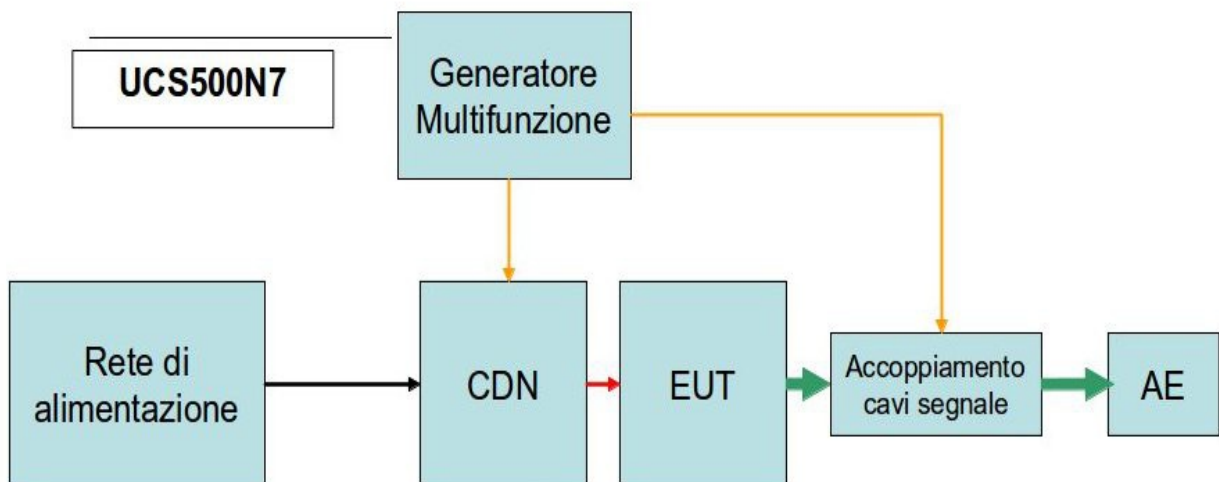 UCS500N7
Generatore
Multifunzione
Rete di
alimentazione
CDN
EUT
Accoppiamento
cavi segnale
AE